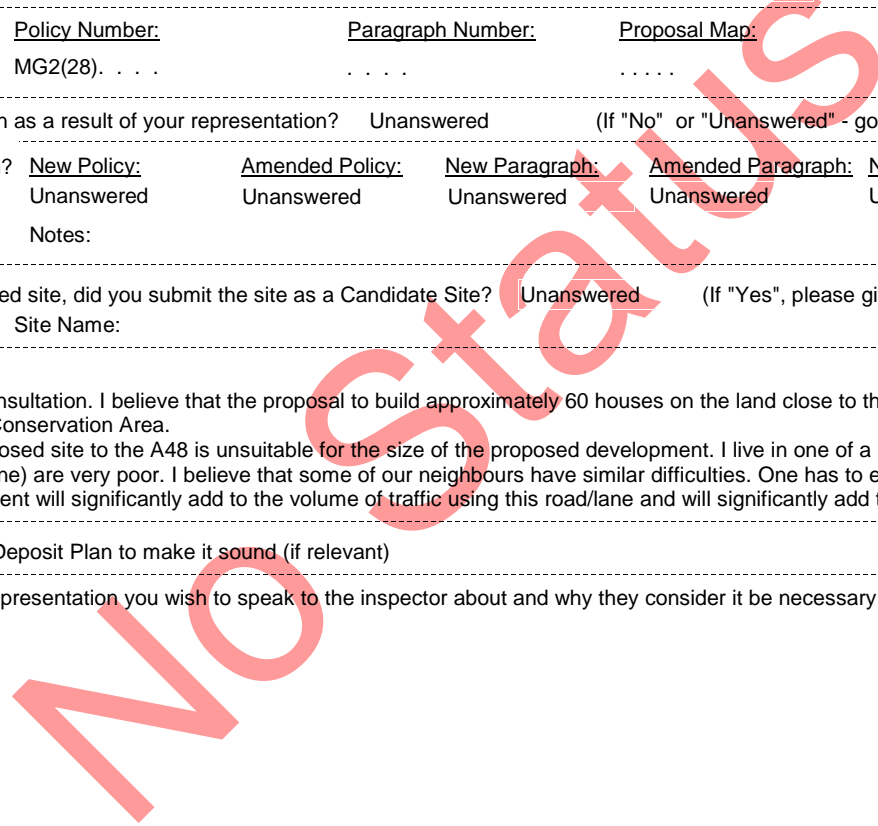 Policy Number: Paragraph Number: Proposal Map:
MG2(28). . . . . . . . . . . . .
n as a result of your representation? Unanswered (If "No" or "Unanswered" - go
? New Policy: Amended Policy: New Paragraph: Amended Paragraph: N
Unanswered Unanswered Unanswered Unanswered U
Notes:
ed site, did you submit the site as a Candidate Site? Unanswered (If "Yes", please gi
Site Name:
nsultation. I believe that the proposal to build approximately 60 houses on the land close to th
Conservation Area.
osed site to the A48 is unsuitable for the size of the proposed development. I live in one of a
ne) are very poor. I believe that some of our neighbours have similar difficulties. One has to e
ent will significantly add to the volume of traffic using this road/lane and will significantly add t
Deposit Plan to make it sound (if relevant)
presentation you wish to speak to the inspector about and why they consider it be necessary
No Status